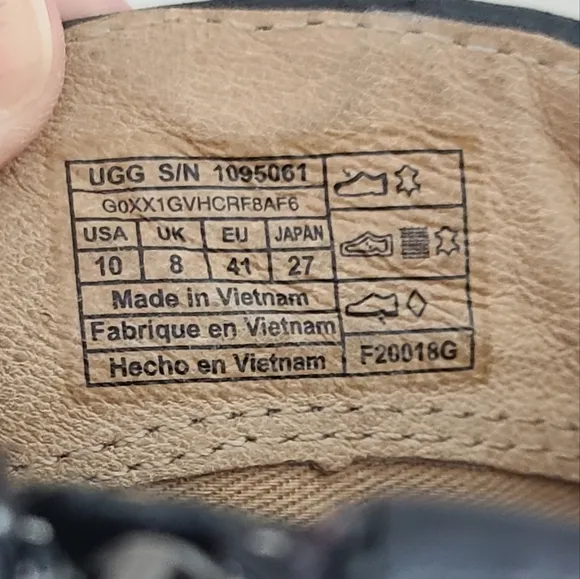 UGG S/N 1095061
G0XX1GVHCRF8AF6
USA UK EU JAPAN
10 8 41 27
Made in Vietnam
Fabrique en Vietnam
Hecho en Vietnam
F20018G